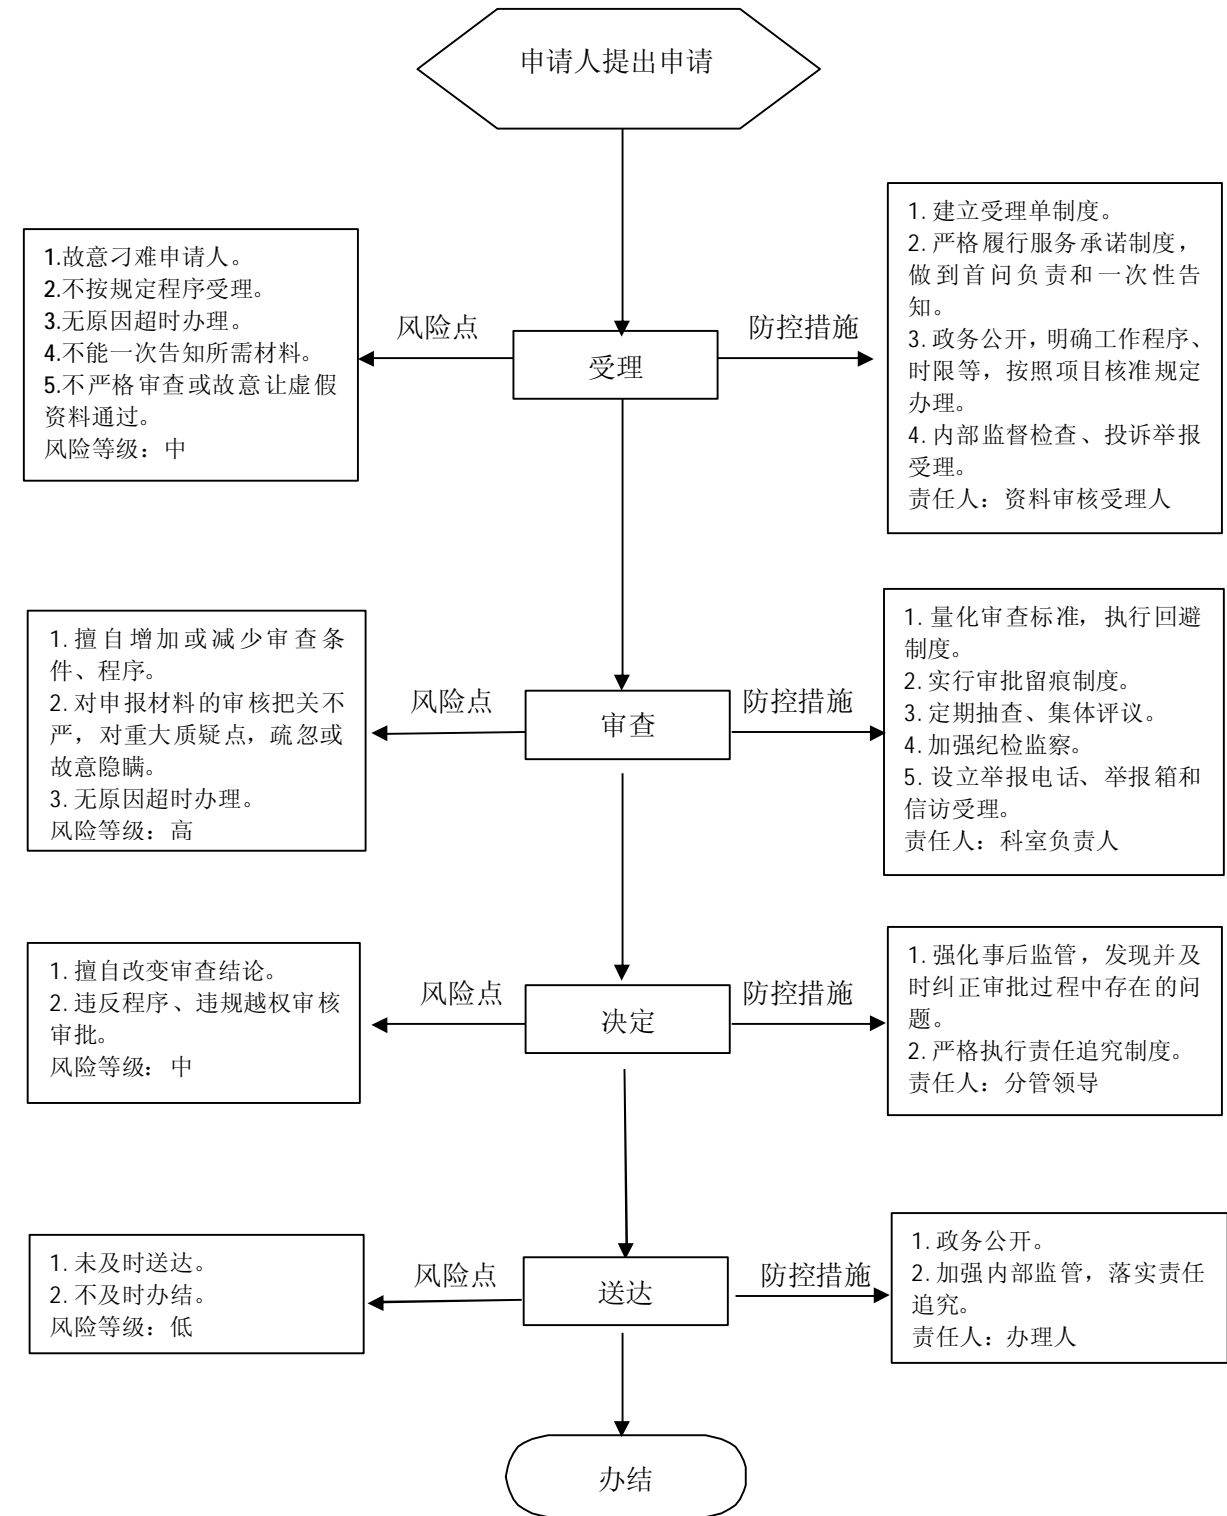 申请人提出申请
1.故意刁难申请人。
2.不按规定程序受理。
3.无原因超时办理。
4.不能一次告知所需材料。
5.不严格审查或故意让虚假
资料通过。
风险等级：中
风险点
受理
防控措施
1.建立受理单制度。
2.严格履行服务承诺制度，
做到首问负责和一次性告
知。
3.政务公开，明确工作程序、
时限等，按照项目核准规定
办理。
4.内部监督检查、投诉举报
受理。
责任人：资料审核受理人
1.擅自增加或减少审查条
件、程序。
2.对申报材料的审核把关不
严，对重大质疑点，疏忽或
故意隐瞒。
3.无原因超时办理。
风险等级：高
风险点
审查
防控措施
1.量化审查标准，执行回避
制度。
2.实行审批留痕制度。
3.定期抽查、集体评议。
4.加强纪检监察。
5.设立举报电话、举报箱和
信访受理。
责任人：科室负责人
1.擅自改变审查结论。
2.违反程序、违规越权审核
审批。
风险等级：中
风险点
决定
防控措施
1.强化事后监管，发现并及
时纠正审批过程中存在的问
题。
2.严格执行责任追究制度。
责任人：分管领导
1.未及时送达。
2.不及时办结。
风险等级：低
风险点
送达
防控措施
1.政务公开。
2.加强内部监管，落实责任
追究。
责任人：办理人
办结